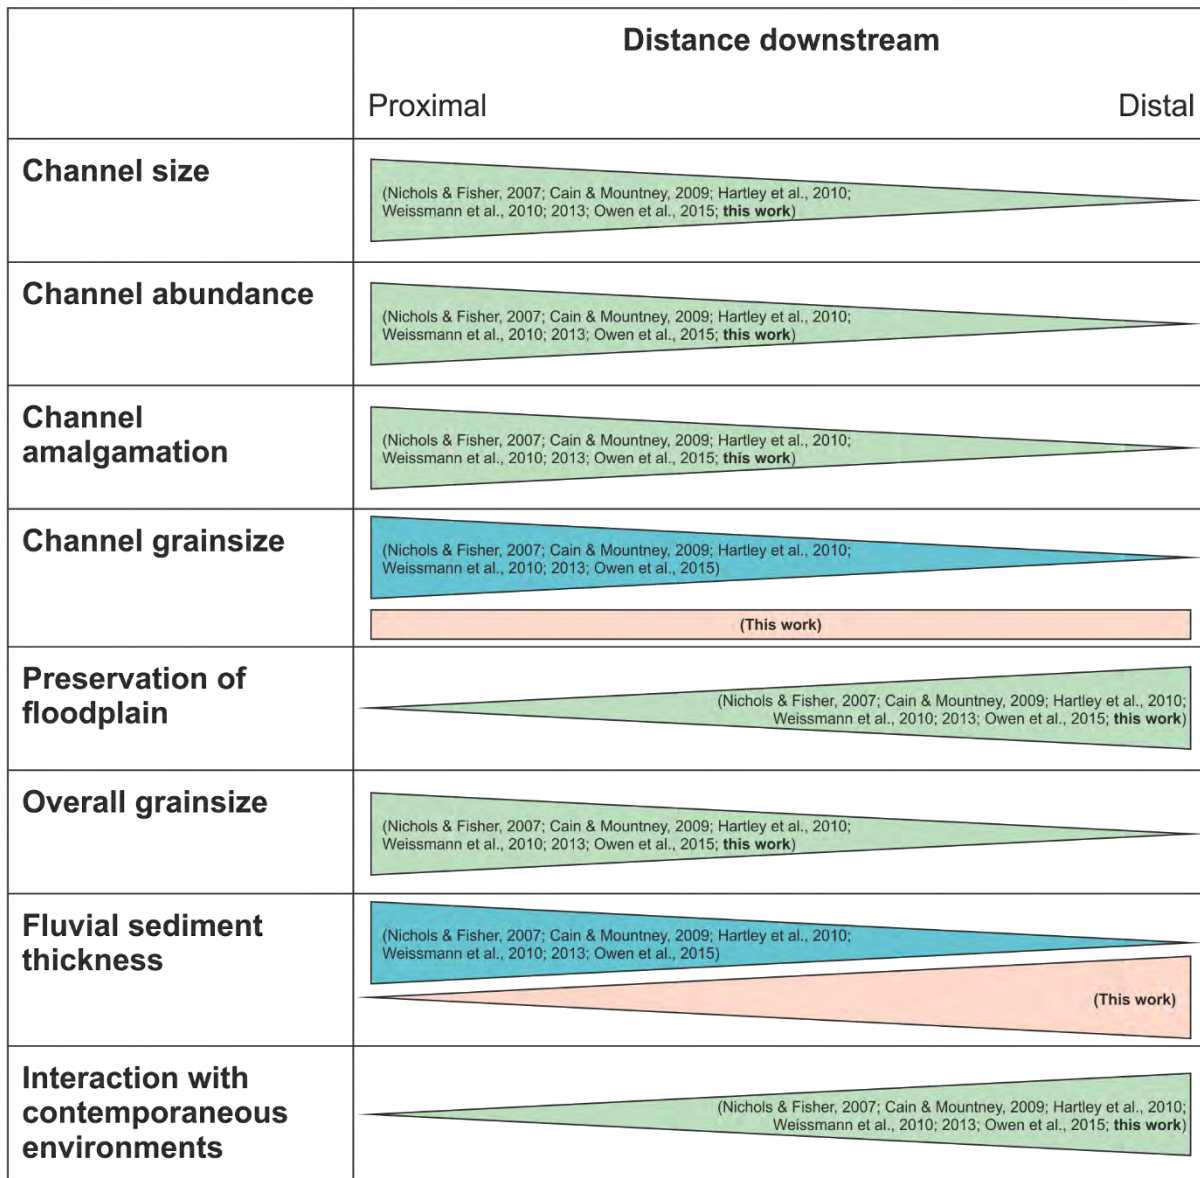 Distance downstream
Proximal
Distal
Channel size
(Nichols & Fisher, 2007; Cain & Mountney, 2009; Hartley et al., 2010;
Weissmann et al., 2010; 2013; Owen et al., 2015; this work)
Channel abundance
(Nichols & Fisher, 2007; Cain & Mountney, 2009; Hartley et al., 2010;
Weissmann et al., 2010; 2013; Owen et al., 2015; this work)
Channel
amalgamation
(Nichols & Fisher, 2007; Cain & Mountney, 2009; Hartley et al., 2010;
Weissmann et al., 2010; 2013; Owen et al., 2015; this work)
Channel grainsize
(Nichols & Fisher, 2007; Cain & Mountney, 2009; Hartley et al., 2010;
Weissmann et al., 2010; 2013; Owen et al., 2015)
(This work)
Preservation of
floodplain
(Nichols & Fisher, 2007; Cain & Mountney, 2009; Hartley et al., 2010;
Weissmann et al., 2010; 2013; Owen et al., 2015; this work)
Overall grainsize
(Nichols & Fisher, 2007; Cain & Mountney, 2009; Hartley et al., 2010;
Weissmann et al., 2010; 2013; Owen et al., 2015; this work)
Fluvial sediment
thickness
(Nichols & Fisher, 2007; Cain & Mountney, 2009; Hartley et al., 2010;
Weissmann et al., 2010; 2013; Owen et al., 2015)
(This work)
Interaction with
contemporaneous
environments
(Nichols & Fisher, 2007; Cain & Mountney, 2009; Hartley et al., 2010;
Weissmann et al., 2010; 2013; Owen et al., 2015; this work)